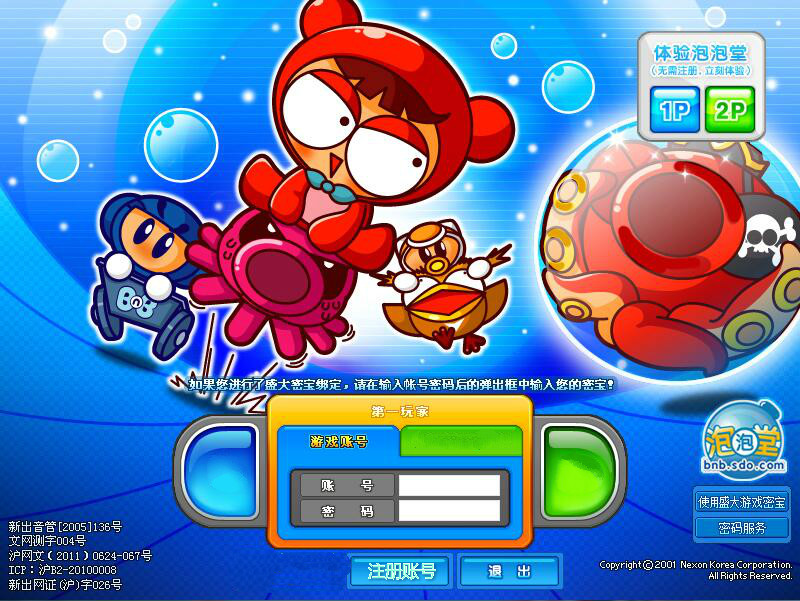 体验泡泡堂
(无需注册,立刻体验)
1P 2P
BnB
如果您进行了盛大密宝绑定，请在输入帐号密码后的弹出框中输入您的密宝！
第一玩家
游戏账号
账 号
密 码
泡泡堂
bnb.sdo.com
使用盛大游戏密宝
密码服务
注册账号
退 出
新出音管[2005]136号
文网测字004号
沪网文（2011）0624-067号
ICP：沪B2-20100008
新出网证(沪)字026号
Copyright©2001 Nexon Korea Corporation.
All Rights Reserved.